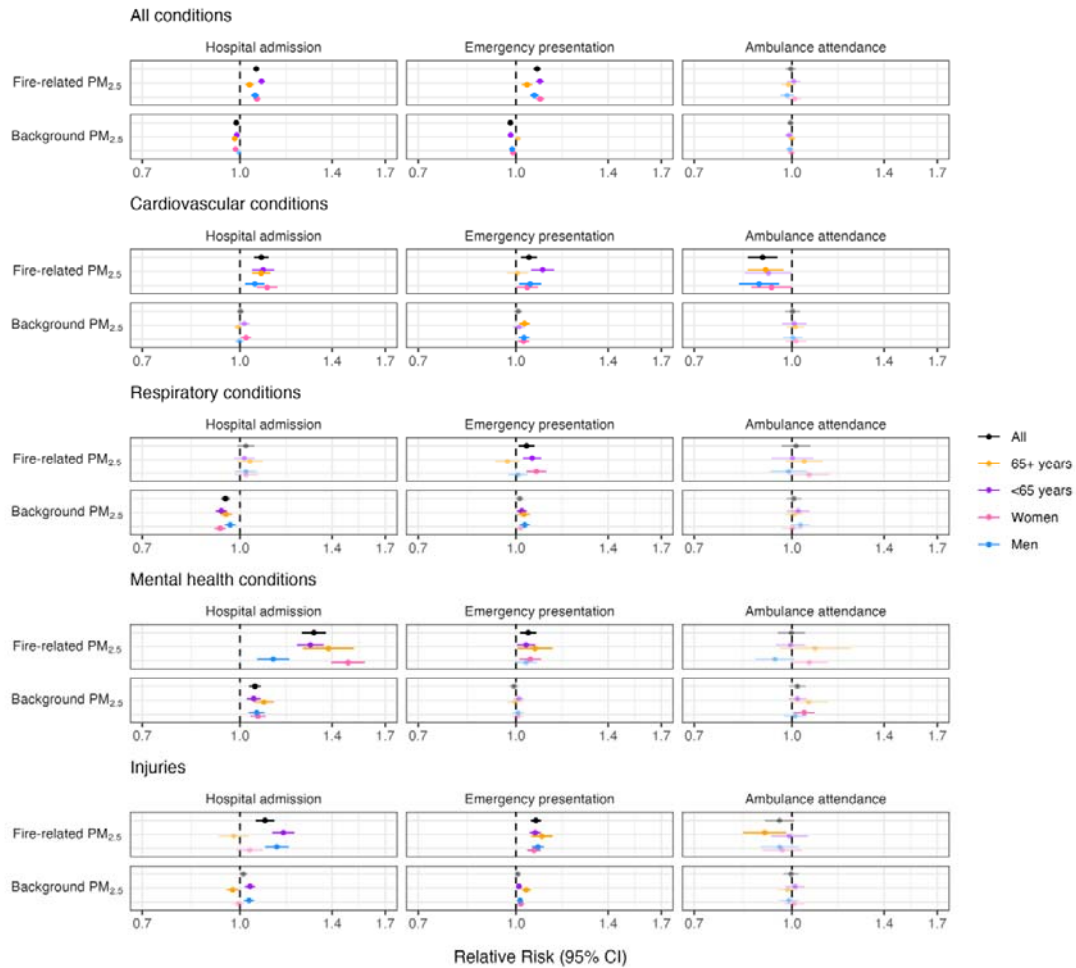 All conditions
Hospital admission Emergency presentation Ambulance attendance
Fire-related PM2.5
Background PM2.5
0.7 1.0 1.4 1.7 0.7 1.0 1.4 1.7 0.7 1.0 1.4 1.7
Cardiovascular conditions
Hospital admission Emergency presentation Ambulance attendance
Fire-related PM2.5
Background PM2.5
0.7 1.0 1.4 1.7 0.7 1.0 1.4 1.7 0.7 1.0 1.4 1.7
Respiratory conditions
Hospital admission Emergency presentation Ambulance attendance
Fire-related PM2.5
Background PM2.5
0.7 1.0 1.4 1.7 0.7 1.0 1.4 1.7 0.7 1.0 1.4 1.7
All
65+ years
<65 years
Women
Men
Mental health conditions
Hospital admission Emergency presentation Ambulance attendance
Fire-related PM2.5
Background PM2.5
0.7 1.0 1.4 1.7 0.7 1.0 1.4 1.7 0.7 1.0 1.4 1.7
Injuries
Hospital admission Emergency presentation Ambulance attendance
Fire-related PM2.5
Background PM2.5
0.7 1.0 1.4 1.7 0.7 1.0 1.4 1.7 0.7 1.0 1.4 1.7
Relative Risk (95% CI)